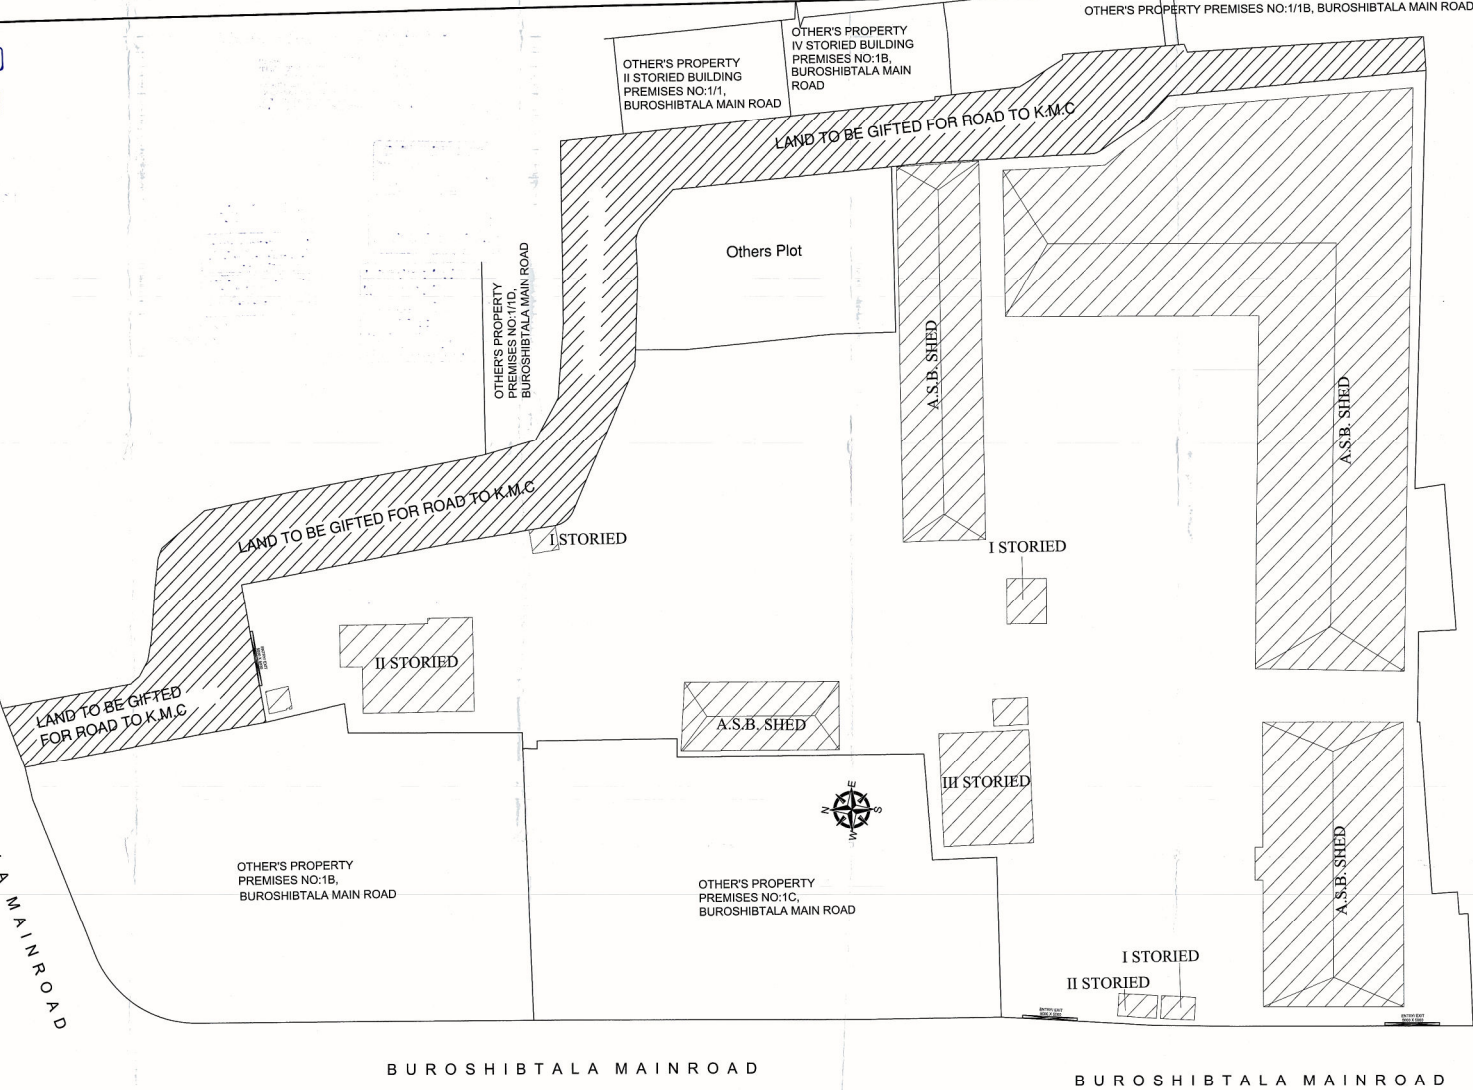 OTHER'S PROPERTY PREMISES NO:1/1B, BUROSHIBTALA MAIN ROAD
OTHER'S PROPERTY
IV STORIED BUILDING
PREMISES NO:1B,
BUROSHIBTALA MAIN
ROAD
OTHER'S PROPERTY
II STORIED BUILDING
PREMISES NO:1/1,
BUROSHIBTALA MAIN ROAD
LAND TO BE GIFTED FOR ROAD TO K.M.C
Others Plot
OTHER'S PROPERTY
PREMISES NO:1/1D,
BUROSHIBTALA MAIN ROAD
A.S.B. SHED
A.S.B. SHED
LAND TO BE GIFTED FOR ROAD TO K.M.C
I STORIED
I STORIED
II STORIED
LAND TO BE GIFTED
FOR ROAD TO K.M.C
A.S.B. SHED
III STORIED
E
N
S
W
A.S.B. SHED
OTHER'S PROPERTY
PREMISES NO:1B,
BUROSHIBTALA MAIN ROAD
OTHER'S PROPERTY
PREMISES NO:1C,
BUROSHIBTALA MAIN ROAD
A MAINROAD
I STORIED
II STORIED
ENTRY/EXIT
ENTRY/EXIT
BUROSHIBTALA MAINROAD
BUROSHIBTALA MAINROAD